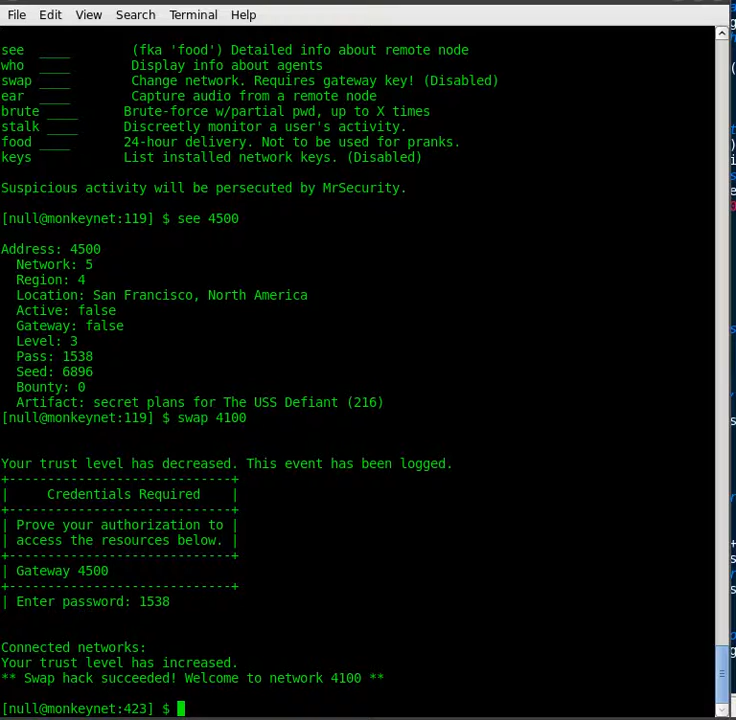 File Edit View Search Terminal Help
see ____ (fka 'food') Detailed info about remote node
who ____ Display info about agents
swap ____ Change network. Requires gateway key! (Disabled)
ear ____ Capture audio from a remote node
brute ____ Brute-force w/partial pwd, up to X times
stalk ____ Discreetly monitor a user's activity.
food ____ 24-hour delivery. Not to be used for pranks.
keys List installed network keys. (Disabled)
Suspicious activity will be persecuted by MrSecurity.
[null@monkeynet:119] $ see 4500
Address: 4500
Network: 5
Region: 4
Location: San Francisco, North America
Active: false
Gateway: false
Level: 3
Pass: 1538
Seed: 6896
Bounty: 0
Artifact: secret plans for The USS Defiant (216)
[null@monkeynet:119] $ swap 4100
Your trust level has decreased. This event has been logged.
+-----------------------------+
| Credentials Required |
+-----------------------------+
| Prove your authorization to |
| access the resources below. |
+-----------------------------+
| Gateway 4500
+-----------------------------+
| Enter password: 1538
Connected networks:
Your trust level has increased.
** Swap hack succeeded! Welcome to network 4100 **
[null@monkeynet:423] $